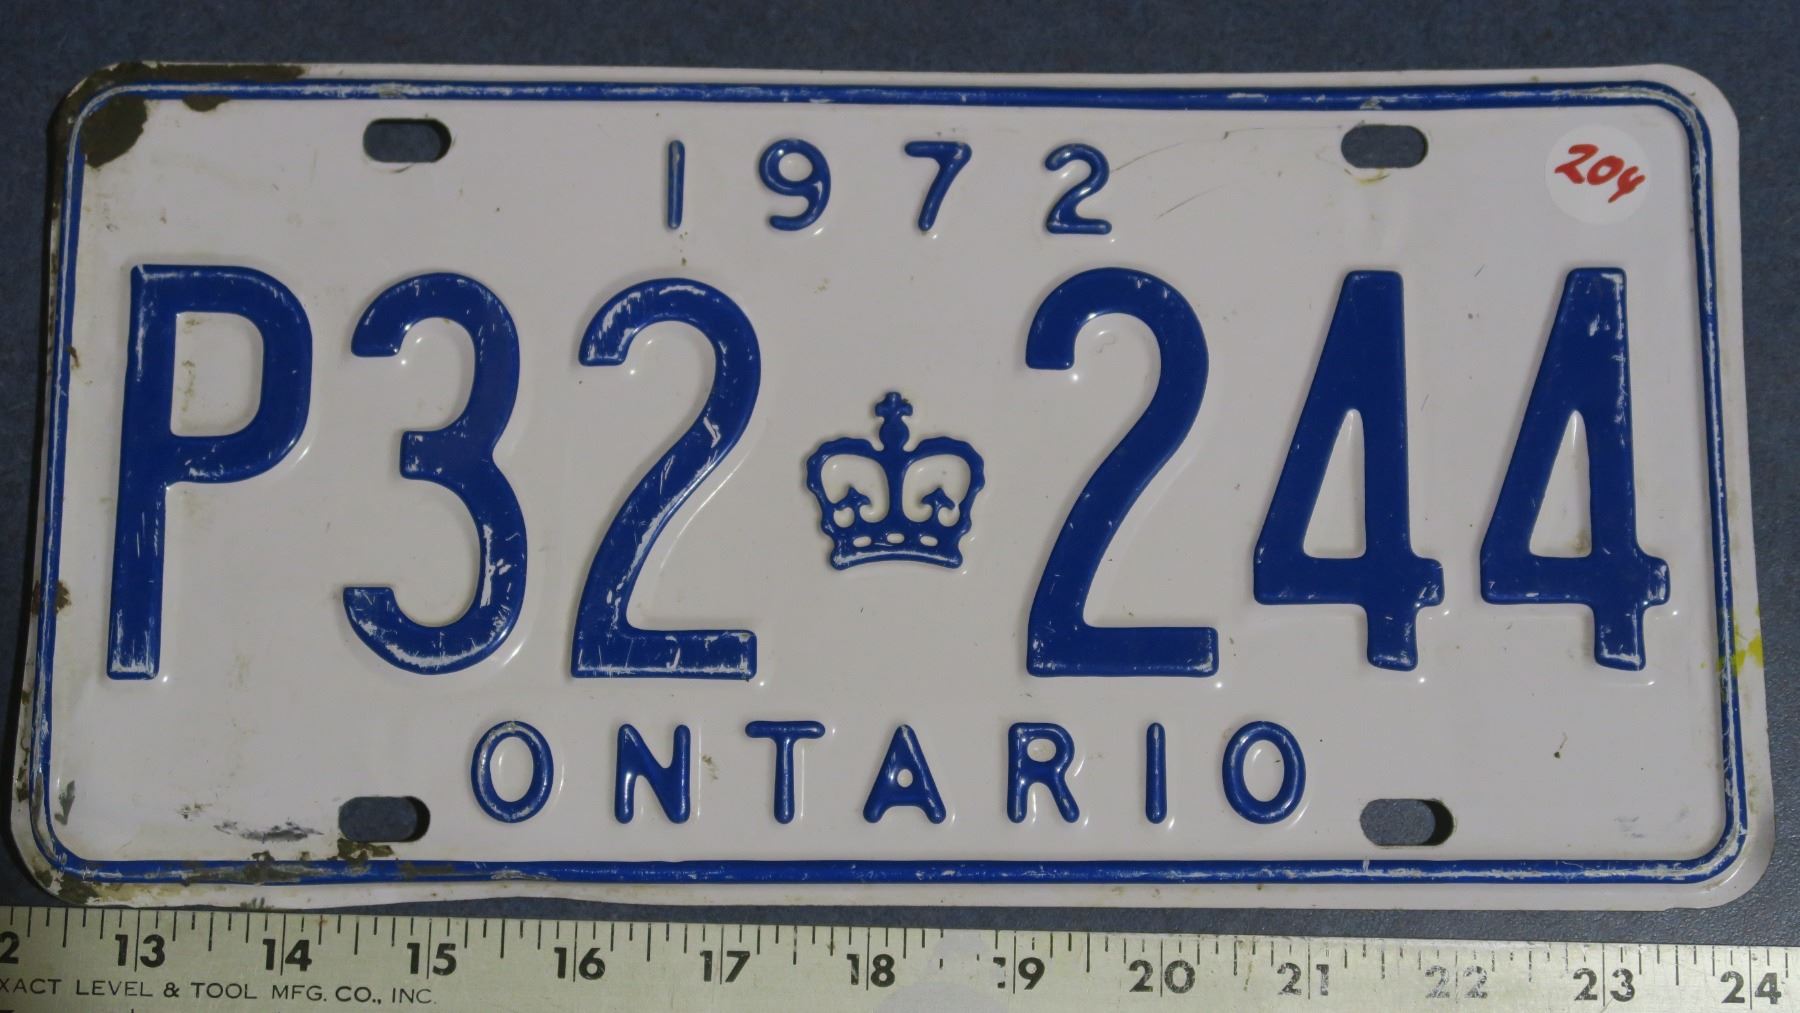 1972
204
P32 244
ONTARIO
2 13 14 15 16 17 18 19 20 21 22 23 24
XACT LEVEL & TOOL MFG. CO., INC.